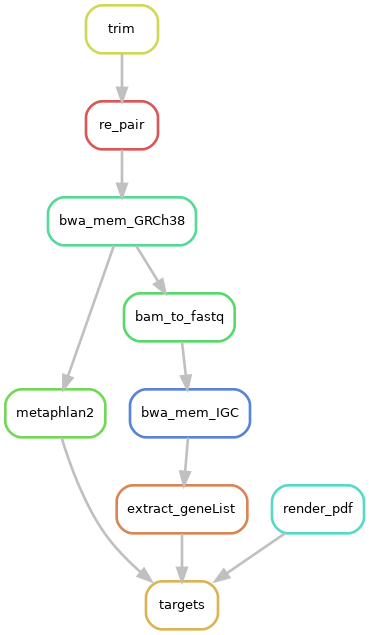 trim
re_pair
bwa_mem_GRCh38
bam_to_fastq
metaphlan2
bwa_mem_IGC
extract_geneList
render_pdf
targets